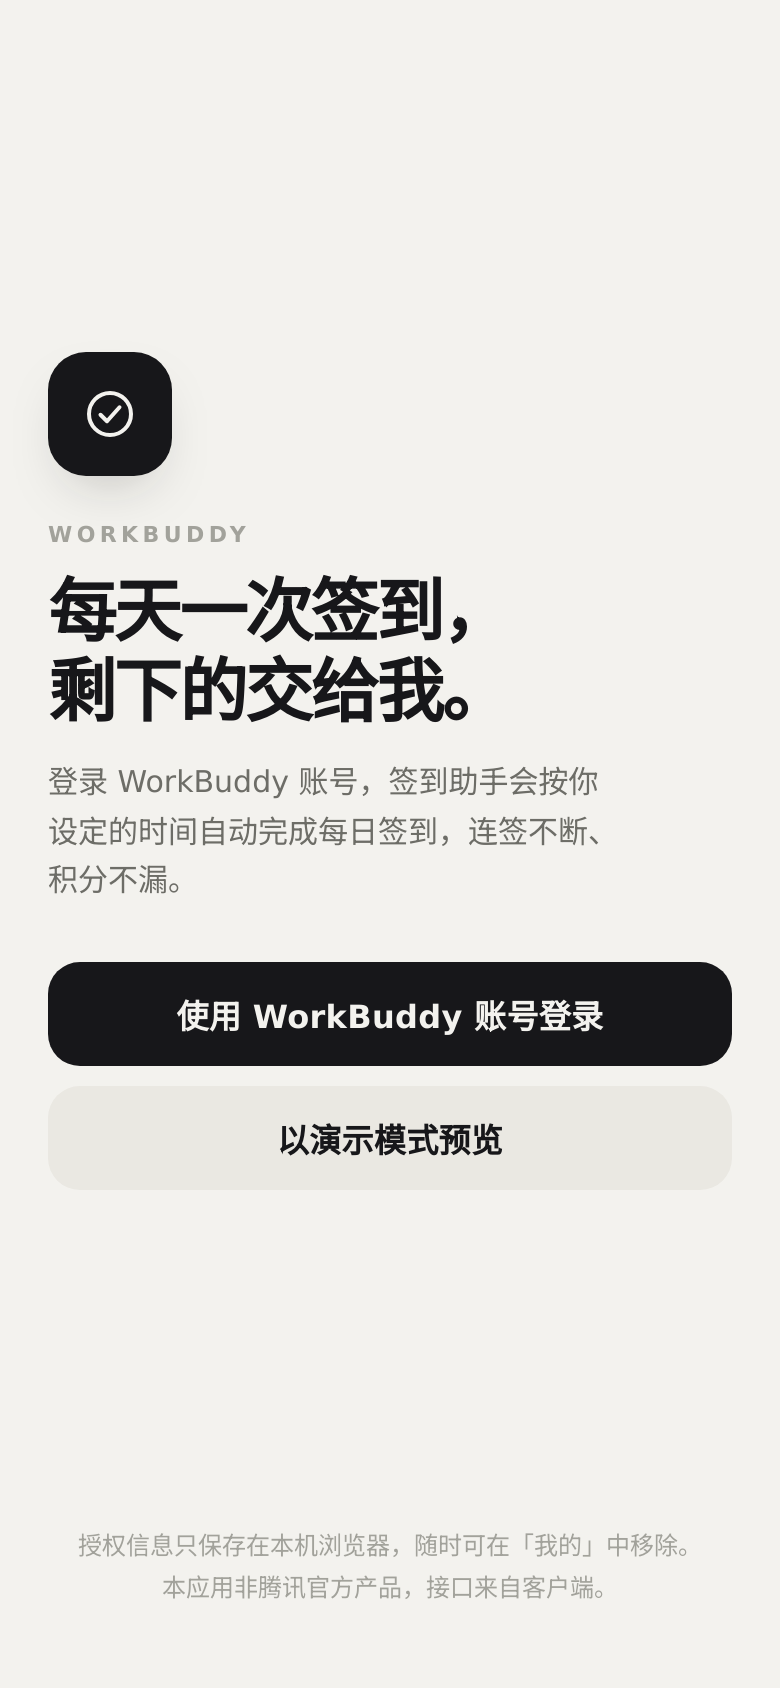 WORKBUDDY
每天一次签到，
剩下的交给我。
登录 WorkBuddy 账号，签到助手会按你
设定的时间自动完成每日签到，连签不断、
积分不漏。
使用 WorkBuddy 账号登录
以演示模式预览
授权信息只保存在本机浏览器，随时可在「我的」中移除。
本应用非腾讯官方产品，接口来自客户端。